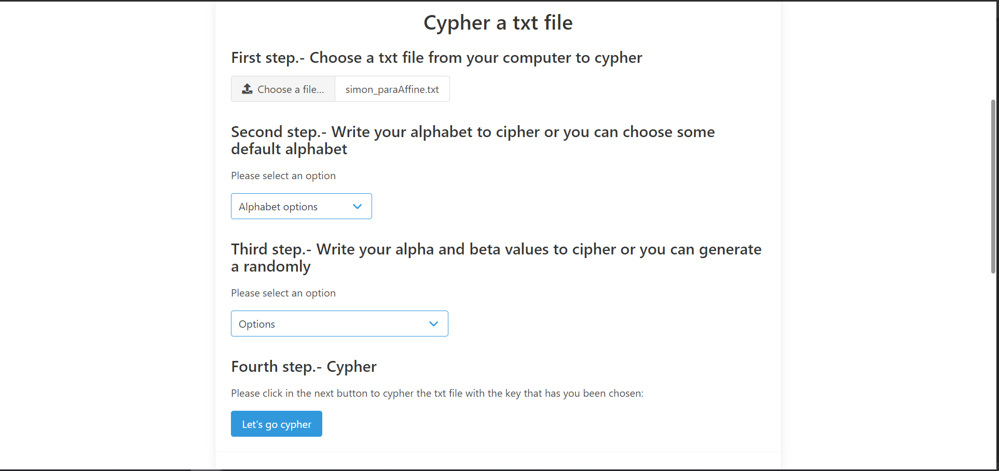 Cypher a txt file
First step.- Choose a txt file from your computer to cypher
Choose a file... simon_paraAffine.txt
Second step.- Write your alphabet to cipher or you can choose some
default alphabet
Please select an option
Alphabet options
Third step.- Write your alpha and beta values to cipher or you can generate
a randomly
Please select an option
Options
Fourth step.- Cypher
Please click in the next button to cypher the txt file with the key that has you been chosen:
Let's go cypher